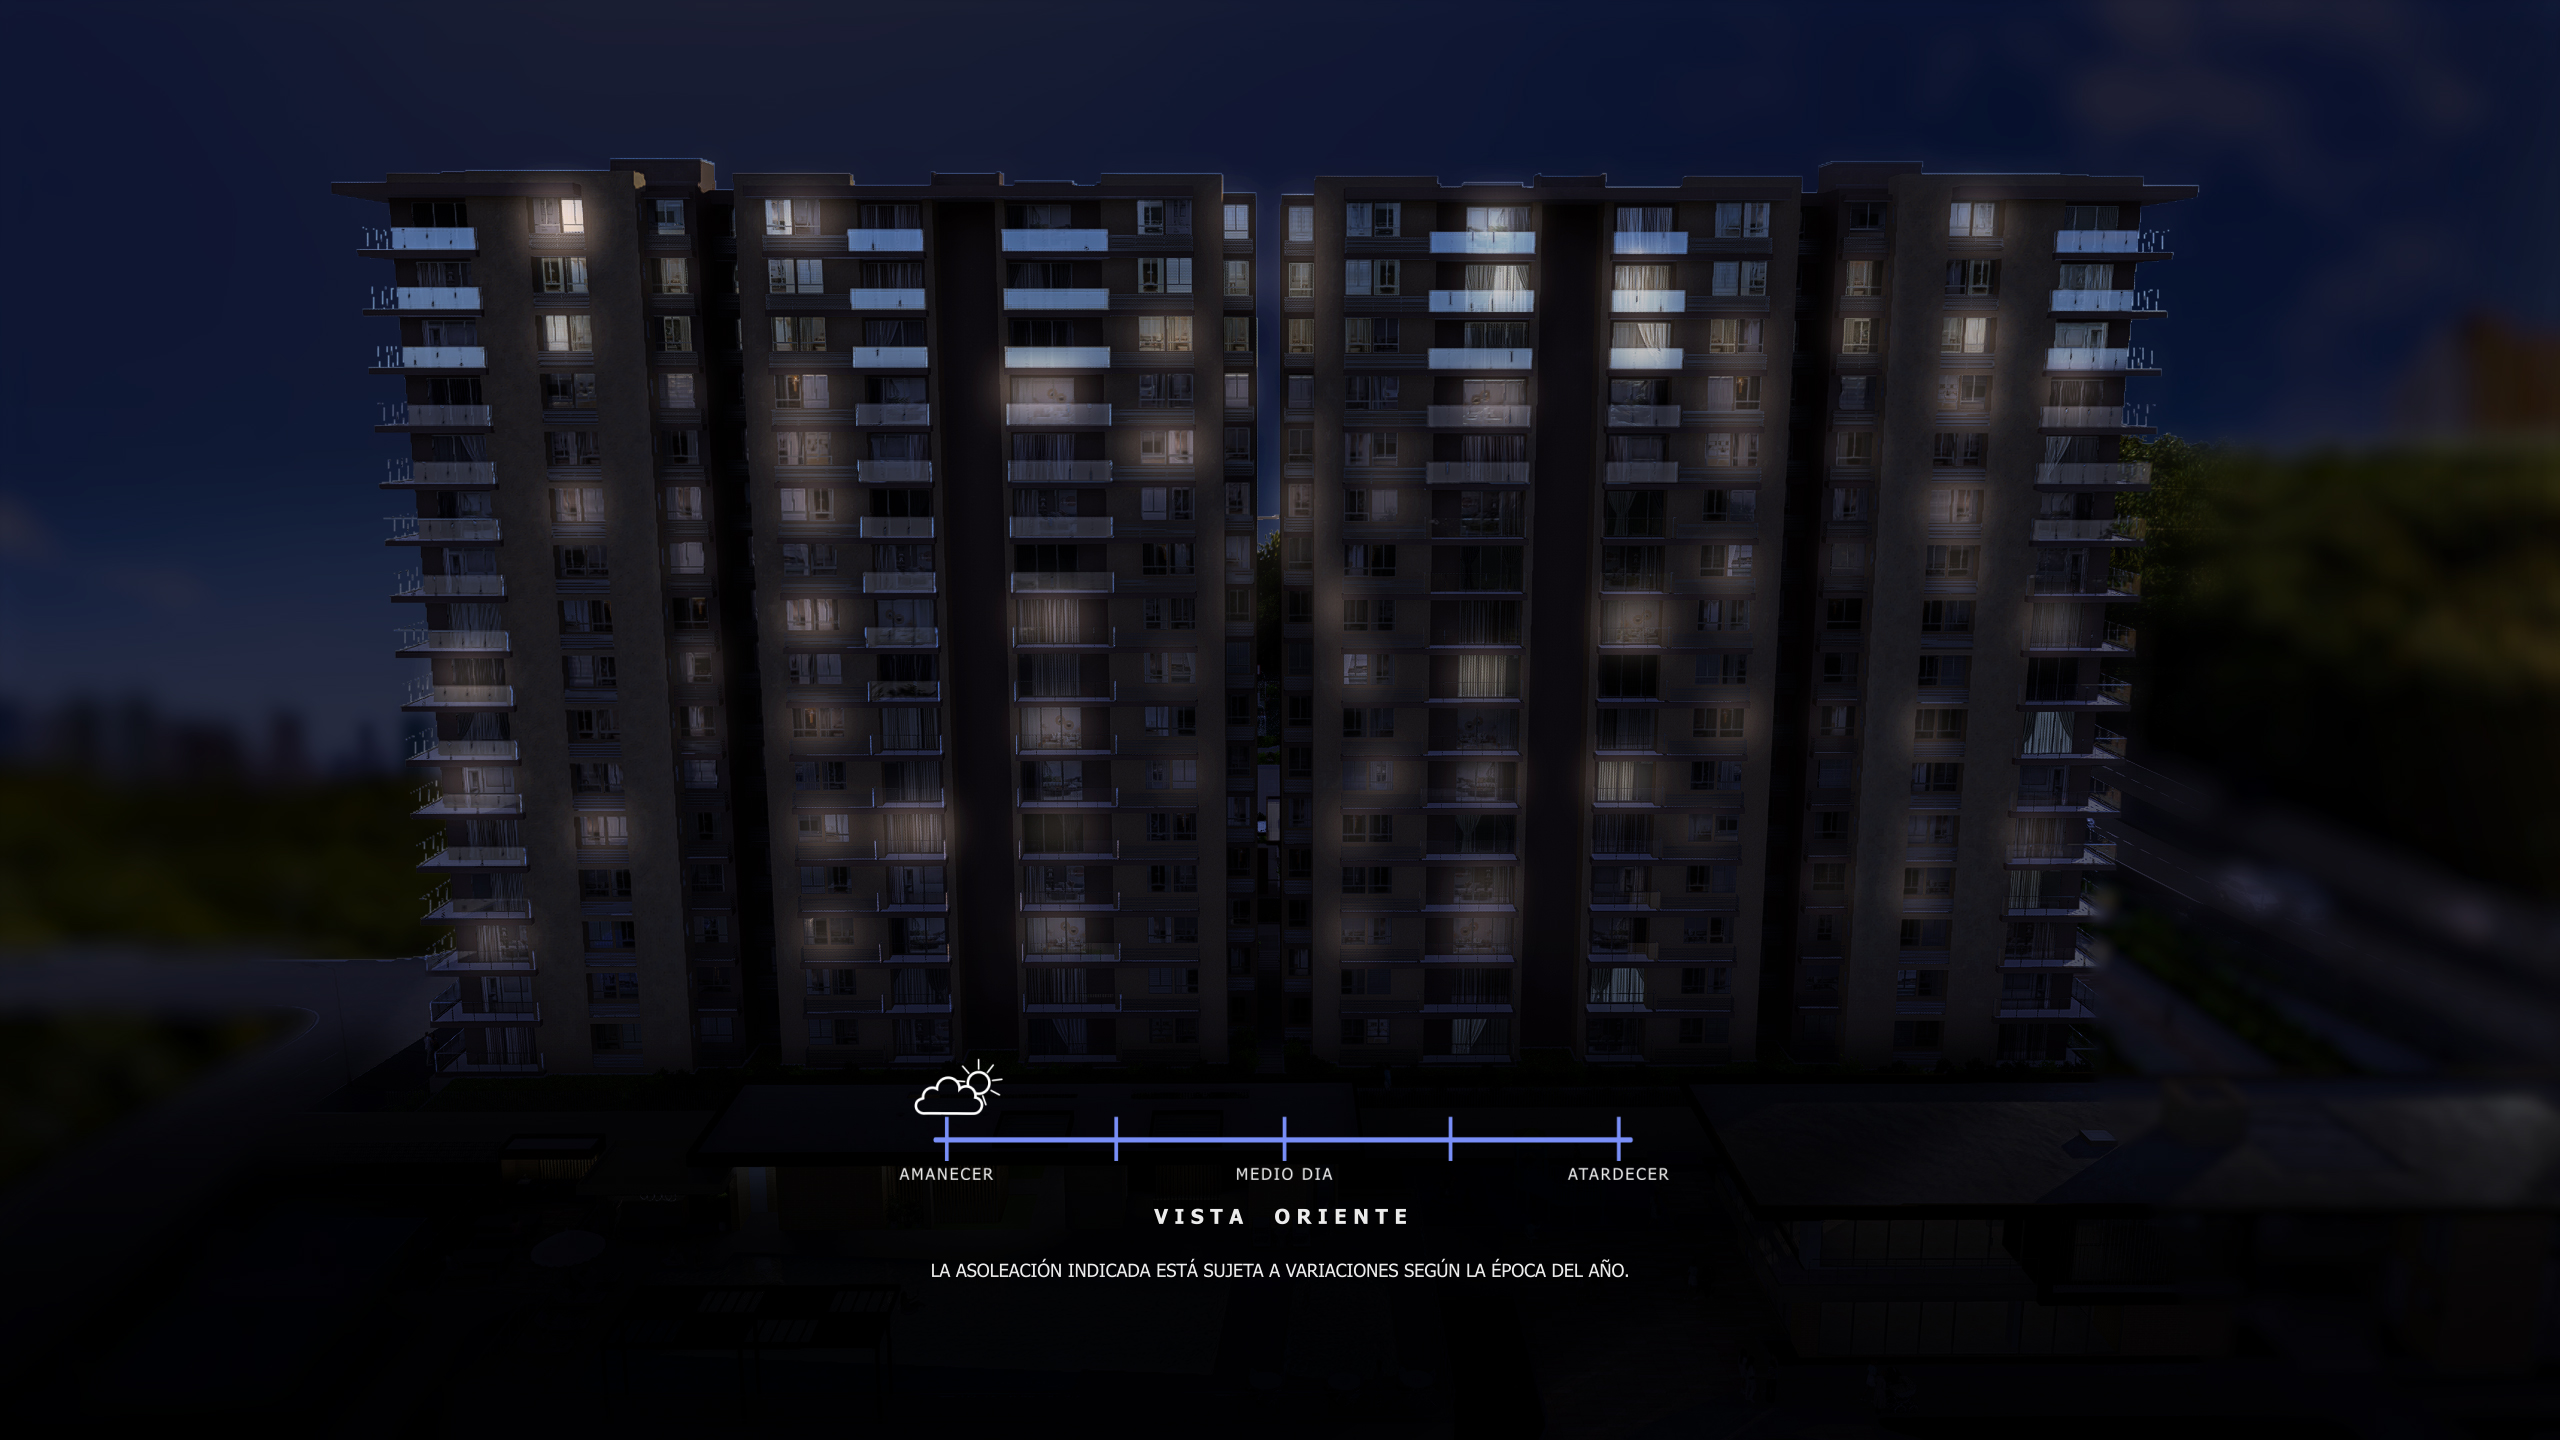 AMANECER MEDIO DIA ATARDECER
VISTA ORIENTE
LA ASOLEACIÓN INDICADA ESTÁ SUJETA A VARIACIONES SEGÚN LA ÉPOCA DEL AÑO.